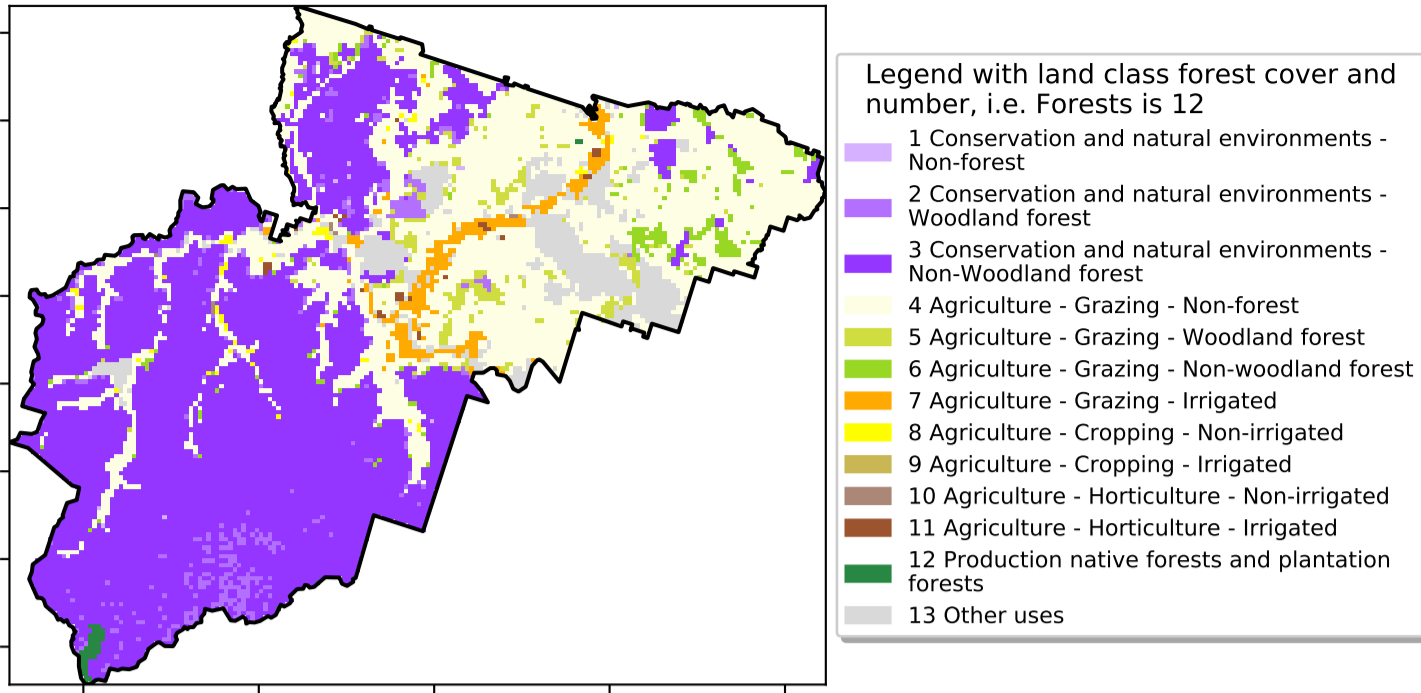 Legend with land class forest cover and
number, i.e. Forests is 12
1 Conservation and natural environments -
Non-forest
2 Conservation and natural environments -
Woodland forest
3 Conservation and natural environments -
Non-Woodland forest
4 Agriculture - Grazing - Non-forest
5 Agriculture - Grazing - Woodland forest
6 Agriculture - Grazing - Non-woodland forest
7 Agriculture - Grazing - Irrigated
8 Agriculture - Cropping - Non-irrigated
9 Agriculture - Cropping - Irrigated
10 Agriculture - Horticulture - Non-irrigated
11 Agriculture - Horticulture - Irrigated
12 Production native forests and plantation
forests
13 Other uses